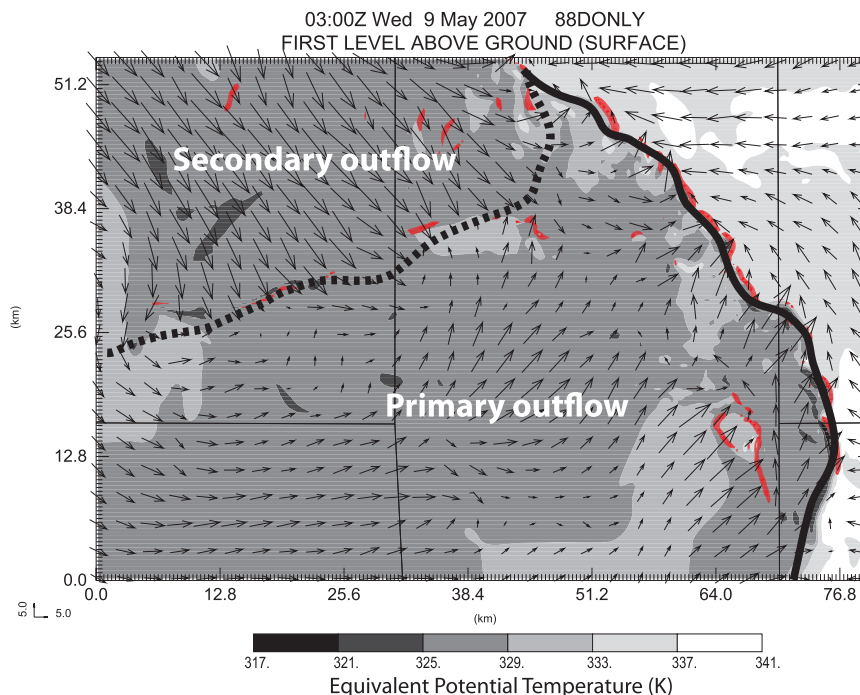 03:00Z Wed 9 May 2007 88DONLY
FIRST LEVEL ABOVE GROUND (SURFACE)
51.2
Secondary outflow
38.4
(km)
25.6
Primary outflow
12.8
0.0
0.0 12.8 25.6 38.4 51.2 64.0 76.8
(km)
5.0
5.0
317. 321. 325. 329. 333. 337. 341.
Equivalent Potential Temperature (K)